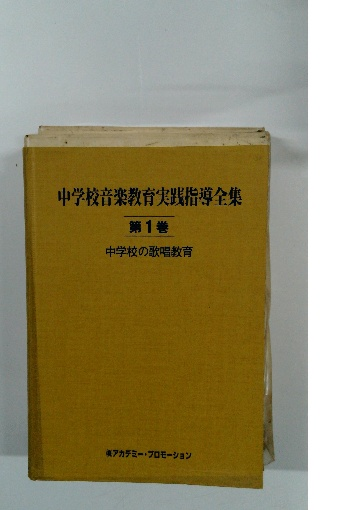 中学校音楽教育実践指導全集
第1巻
中学校の歌唱教育
㈱アカデミー・プロモーション